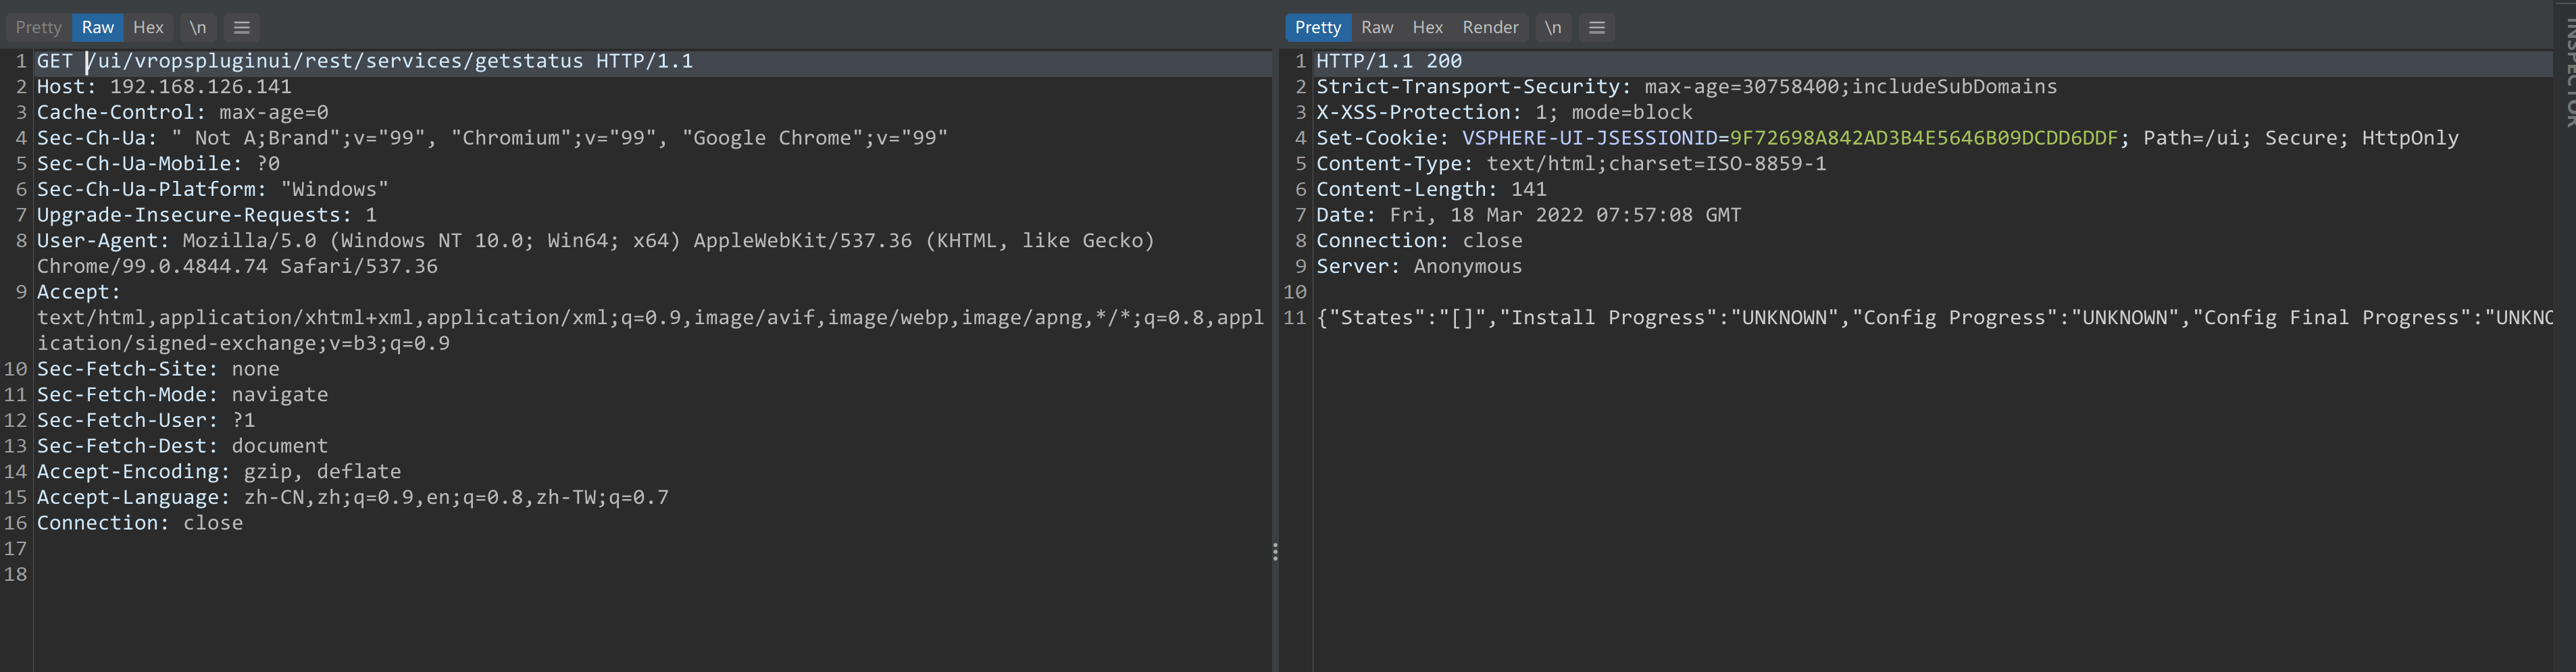 Pretty Raw Hex \n
1 GET /ui/vropspluginui/rest/services/getstatus HTTP/1.1
2 Host: 192.168.126.141
3 Cache-Control: max-age=0
4 Sec-Ch-Ua: " Not A;Brand";v="99", "Chromium";v="99", "Google Chrome";v="99"
5 Sec-Ch-Ua-Mobile: ?0
6 Sec-Ch-Ua-Platform: "Windows"
7 Upgrade-Insecure-Requests: 1
8 User-Agent: Mozilla/5.0 (Windows NT 10.0; Win64; x64) AppleWebKit/537.36 (KHTML, like Gecko)
Chrome/99.0.4844.74 Safari/537.36
9 Accept:
text/html,application/xhtml+xml,application/xml;q=0.9,image/avif,image/webp,image/apng,*/*;q=0.8,appl
ication/signed-exchange;v=b3;q=0.9
10 Sec-Fetch-Site: none
11 Sec-Fetch-Mode: navigate
12 Sec-Fetch-User: ?1
13 Sec-Fetch-Dest: document
14 Accept-Encoding: gzip, deflate
15 Accept-Language: zh-CN,zh;q=0.9,en;q=0.8,zh-TW;q=0.7
16 Connection: close
17
18
Pretty Raw Hex Render \n
1 HTTP/1.1 200
2 Strict-Transport-Security: max-age=30758400;includeSubDomains
3 X-XSS-Protection: 1; mode=block
4 Set-Cookie: VSPHERE-UI-JSESSIONID=9F72698A842AD3B4E5646B09DCDD6DDF; Path=/ui; Secure; HttpOnly
5 Content-Type: text/html;charset=ISO-8859-1
6 Content-Length: 141
7 Date: Fri, 18 Mar 2022 07:57:08 GMT
8 Connection: close
9 Server: Anonymous
10
11 {"States":"[]","Install Progress":"UNKNOWN","Config Progress":"UNKNOWN","Config Final Progress":"UNKNO
INSPECTOR